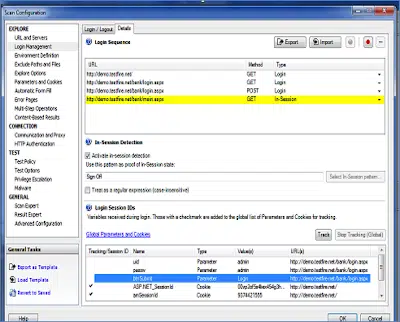 Scan Configuration
EXPLORE
URL and Servers
Login Management
Environment Definition
Exclude Paths and Files
Explore Options
Parameters and Cookies
Automatic Form Fill
Error Pages
Multi-Step Operations
Content-Based Results
CONNECTION
Communication and Proxy
HTTP Authentication
TEST
Test Policy
Test Options
Privilege Escalation
Malware
GENERAL
Scan Expert
Result Expert
Advanced Configuration
General Tasks
Export as Template
Load Template
Revert to Saved
Login / Logout Details
Login Sequence
Export... Import...
URL Method Type
http://demo.testfire.net/ GET Login
http://demo.testfire.net/bank/login.aspx GET Login
http://demo.testfire.net/bank/login.aspx POST Login
http://demo.testfire.net/bank/main.aspx GET In-Session
In-Session Detection
Activate in-session detection
Use this pattern as proof of In-Session state:
Sign Off Select In-Session pattern...
Treat as a regular expression (case-insensitive)
Login Session IDs
Variables received during login. Those with a checkmark are added to the global list of Parameters and Cookies for tracking.
Global Parameters and Cookies Track Stop Tracking (Global)
Tracking/Session ID Name Type Value(s) URL(s)
uid Parameter admin http://demo.testfire.net/bank/login.aspx
passw Parameter admin http://demo.testfire.net/bank/login.aspx
btnSubmit Parameter Login http://demo.testfire.net/bank/login.aspx
ASP.NET_SessionId Cookie http://demo.testfire.net/
amSessionId Cookie http://demo.testfire.net/
Help OK Cancel